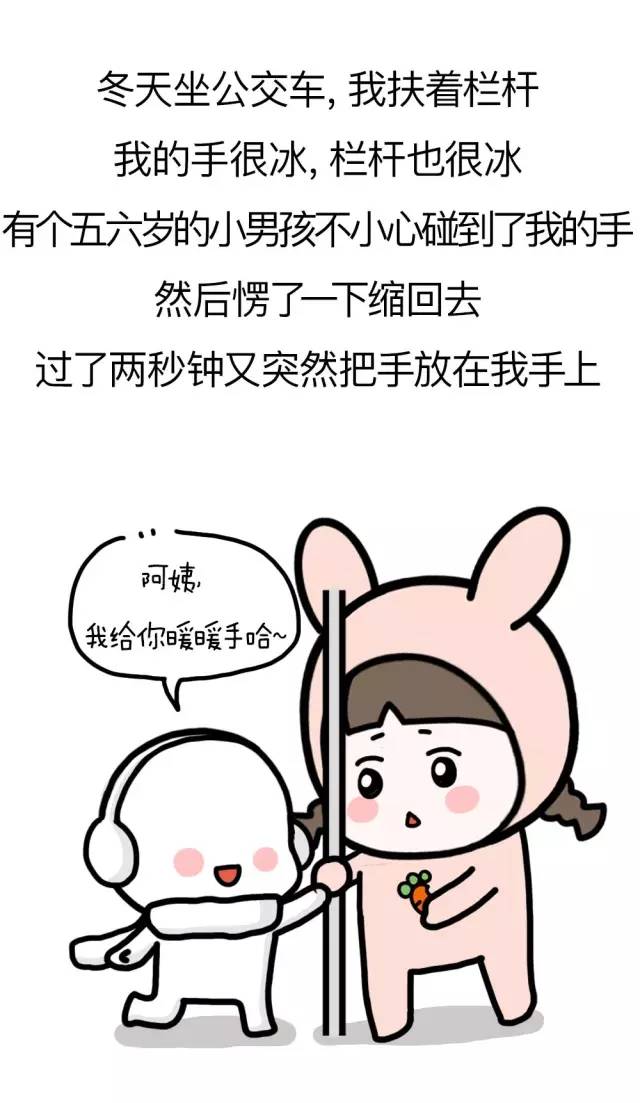 冬天坐公交车, 我扶着栏杆
我的手很冰, 栏杆也很冰
有个五六岁的小男孩不小心碰到了我的手
然后愣了一下缩回去
过了两秒钟又突然把手放在我手上
阿姨,
我给你暖暖手哈~